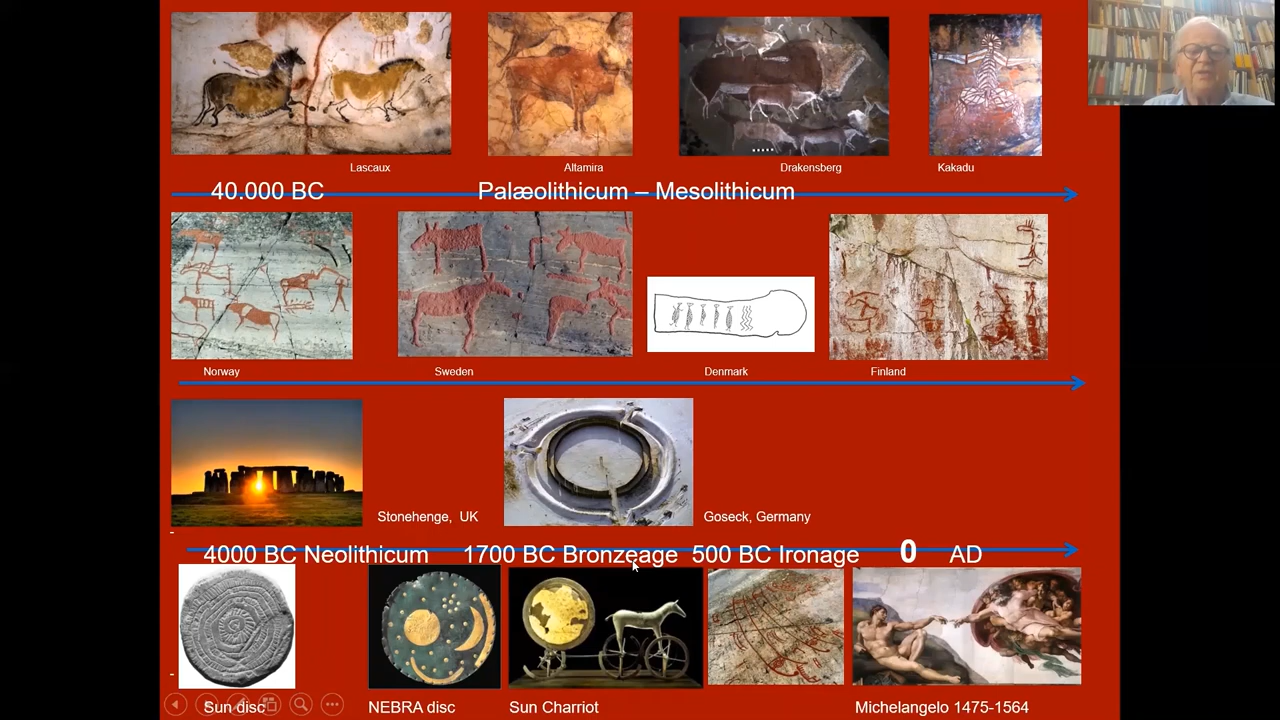 Lascaux
Altamira
Drakensberg
Kakadu
40.000 BC
Palæolithicum – Mesolithicum
Norway
Sweden
Denmark
Finland
Stonehenge, UK
Goseck, Germany
4000 BC Neolithicum
1700 BC Bronzeage
500 BC Ironage
0
AD
Sun disc
NEBRA disc
Sun Charriot
Michelangelo 1475-1564